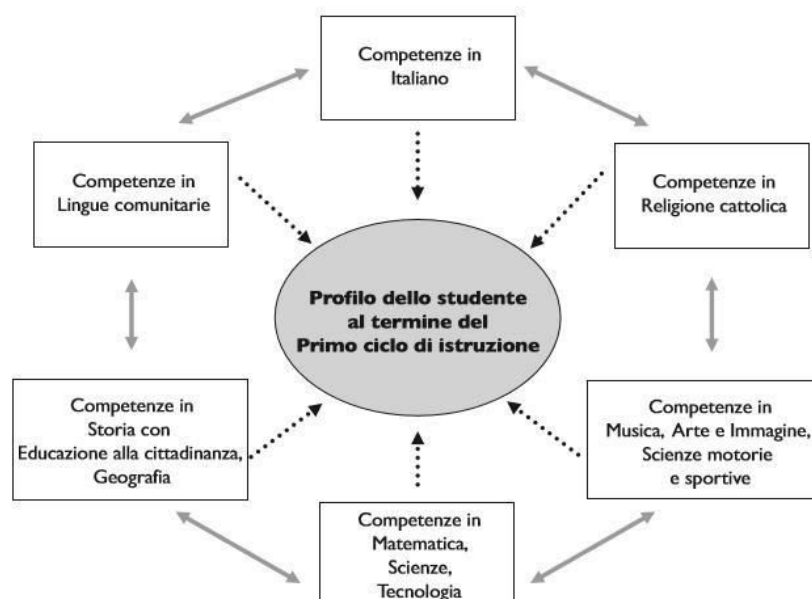 Competenze in
Italiano
Competenze in
Lingue comunitarie
Competenze in
Religione cattolica
Profilo dello studente
al termine del
Primo ciclo di istruzione
Competenze in
Storia con
Educazione alla cittadinanza,
Geografia
Competenze in
Musica, Arte e Immagine,
Scienze motorie
e sportive
Competenze in
Matematica,
Scienze,
Tecnologia